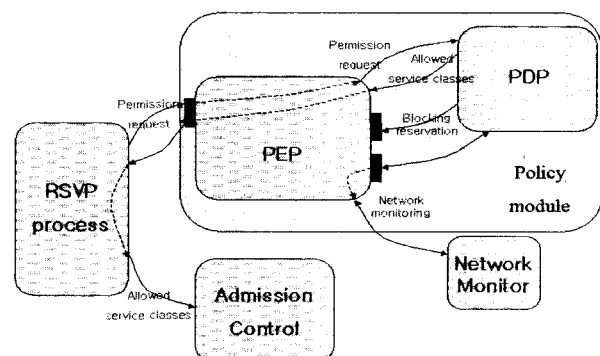 Permission
request
Allowed
service classes
PDP
Permission
request
Blocking
reservation
PEP
RSVP
process
Policy
module
Network
monitoring
Network
Monitor
Allowed
service classes
Admission
Control